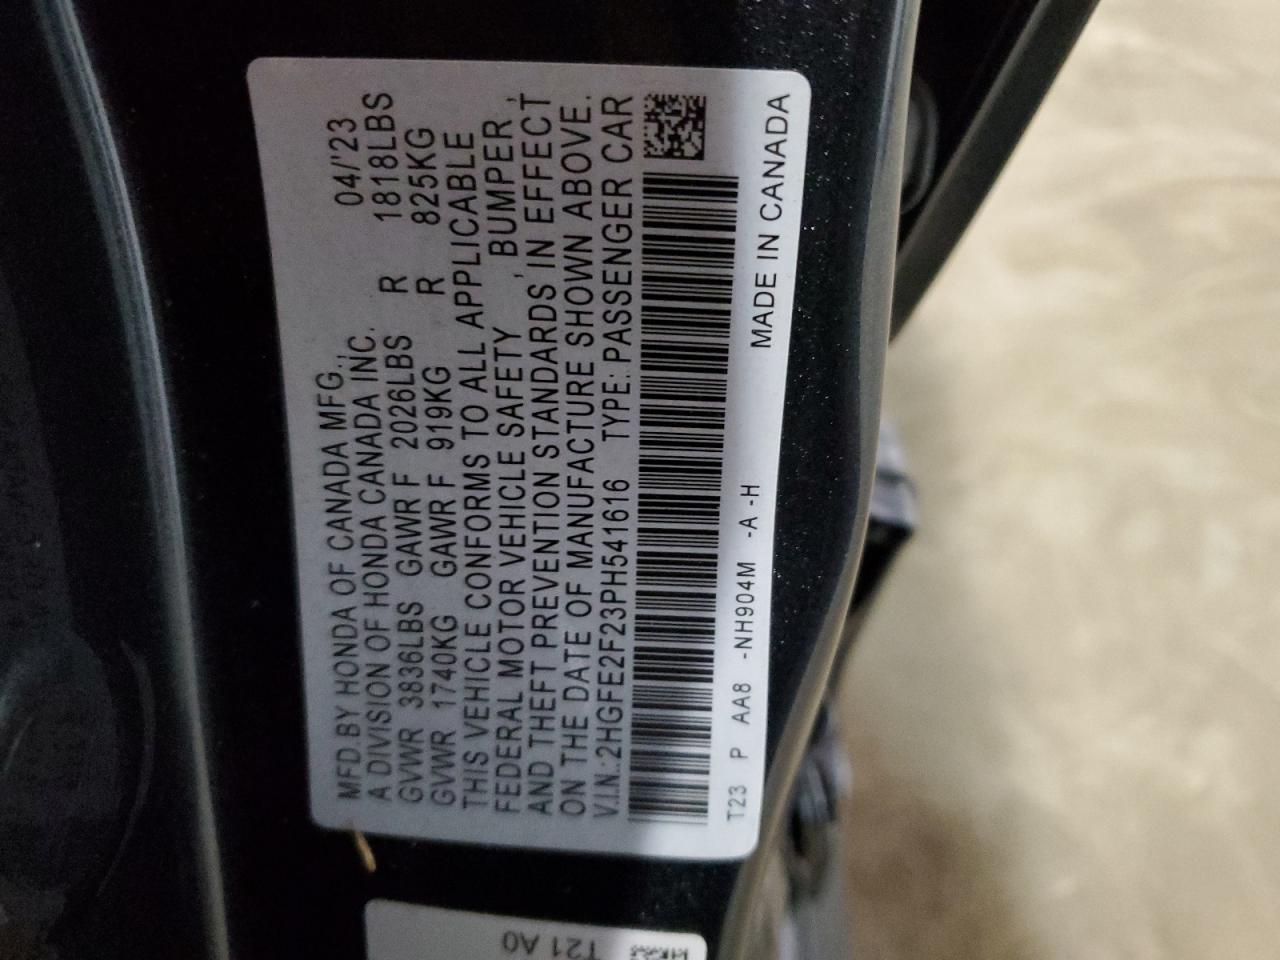 MFD BY HONDA OF CANADA MFG., 04/'23
A DIVISION OF HONDA CANADA INC.
GVWR 3836LBS GAWR F 2026LBS R 1818LBS
GVWR 1740KG GAWR F 919KG R 825KG
THIS VEHICLE CONFORMS TO ALL APPLICABLE
FEDERAL MOTOR VEHICLE SAFETY , BUMPER ,
AND THEFT PREVENTION STANDARDS IN EFFECT
ON THE DATE OF MANUFACTURE SHOWN ABOVE.
V.I.N.:2HGFE2F23PH541616 TYPE: PASSENGER CAR
T23 P AA8 -NH904M -A -H MADE IN CANADA
T21 A0